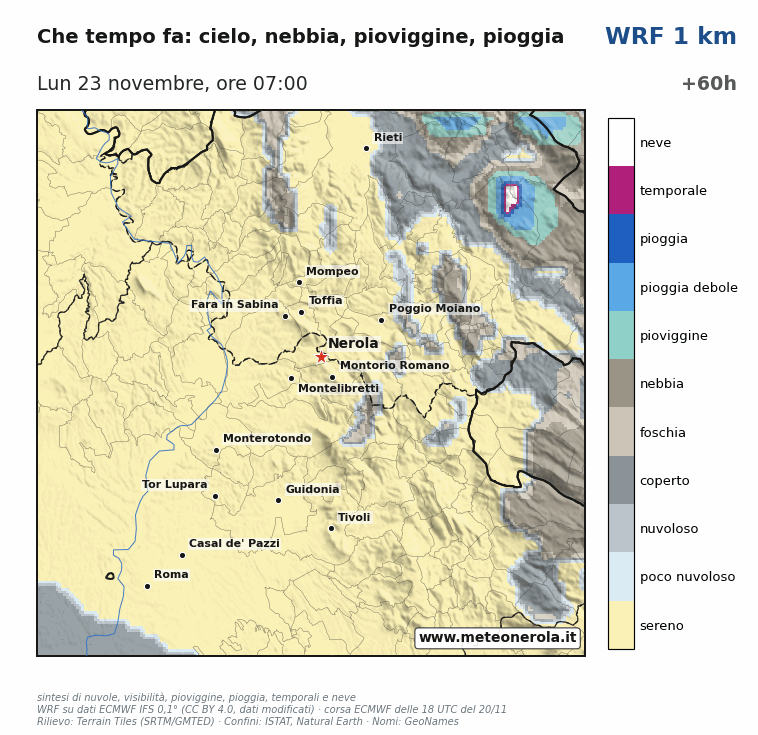 Che tempo fa: cielo, nebbia, pioviggine, pioggia
WRF 1 km
Lun 23 novembre, ore 07:00
+60h
Rieti
Mompeo
Toffia
Fara in Sabina
Poggio Moiano
Nerola
Montorio Romano
Montelibretti
Monterotondo
Tor Lupara
Guidonia
Tivoli
Casal de' Pazzi
Roma
www.meteonerola.it
neve
temporale
pioggia
pioggia debole
pioviggine
nebbia
foschia
coperto
nuvoloso
poco nuvoloso
sereno
sintesi di nuvole, visibilità, pioviggine, pioggia, temporali e neve
WRF su dati ECMWF IFS 0,1° (CC BY 4.0, dati modificati) · corsa ECMWF delle 18 UTC del 20/11
Rilievo: Terrain Tiles (SRTM/GMTED) · Confini: ISTAT, Natural Earth · Nomi: GeoNames